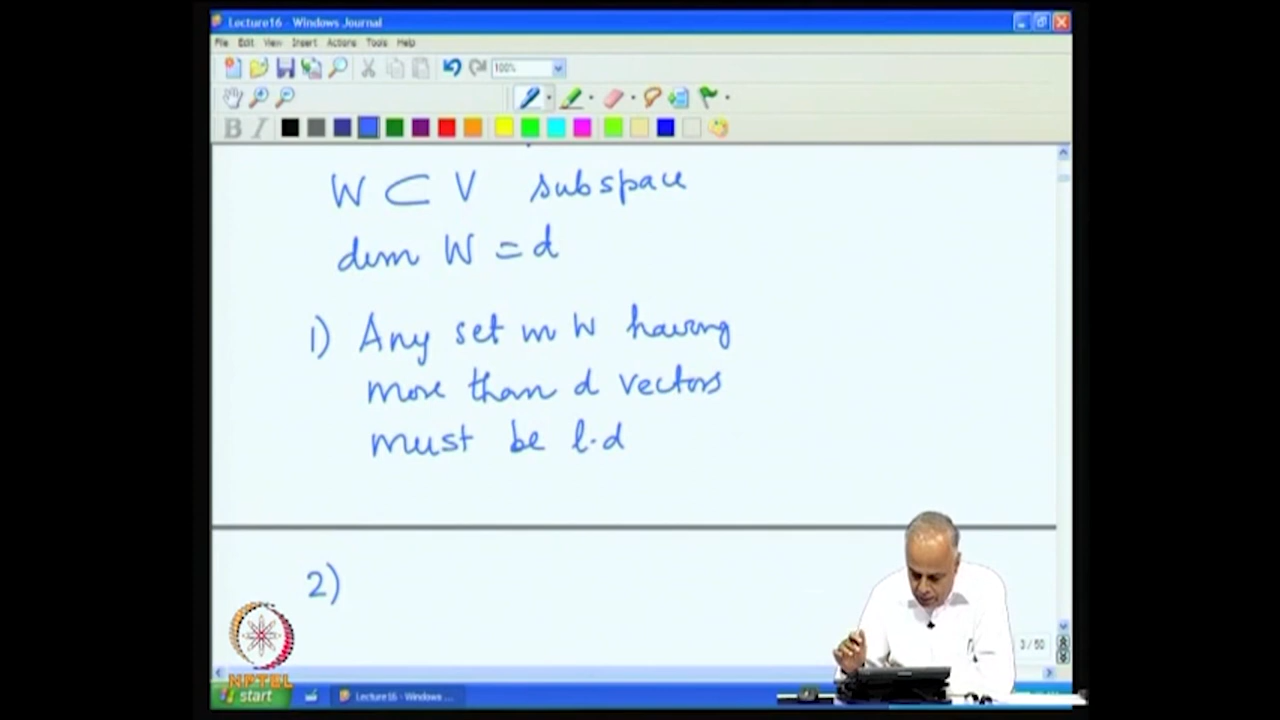 Lecture16 - Windows Journal
File Edit View Insert Actions Tools Help
100%
B I
W ⊂ V subspace
dim W = d
1) Any set in W having
more than d vectors
must be l.d
2)
3 / 50
NPTEL
start Lecture16 - Windows ...